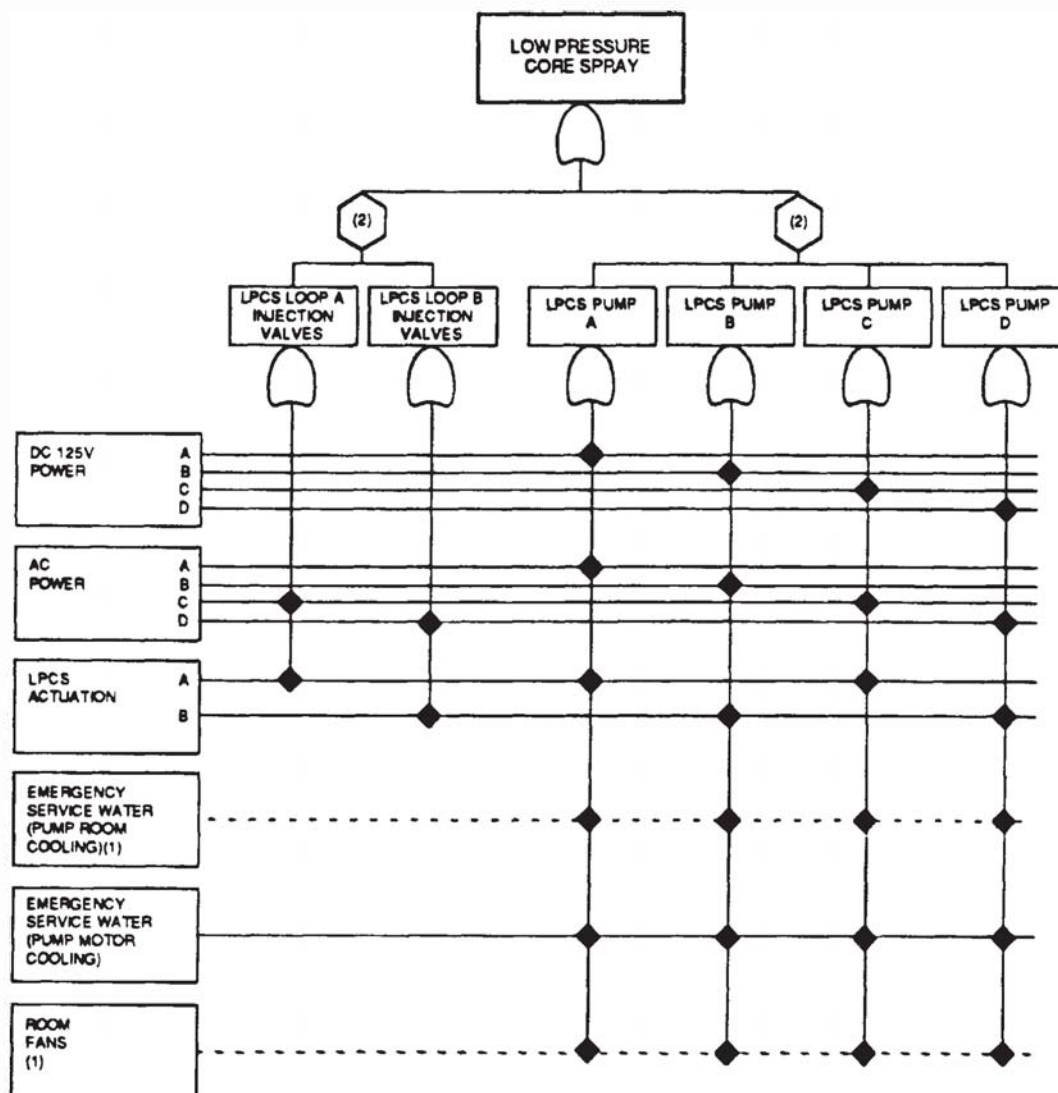 LOW PRESSURE
CORE SPRAY
(2)
(2)
LPCS LOOP A
INJECTION
VALVES
LPCS LOOP B
INJECTION
VALVES
LPCS PUMP
A
LPCS PUMP
B
LPCS PUMP
C
LPCS PUMP
D
DC 125V
POWER
A
B
C
D
AC
POWER
A
B
C
D
LPCS
ACTUATION
A
B
EMERGENCY
SERVICE WATER
(PUMP ROOM
COOLING)(1)
EMERGENCY
SERVICE WATER
(PUMP MOTOR
COOLING)
ROOM
FANS
(1)